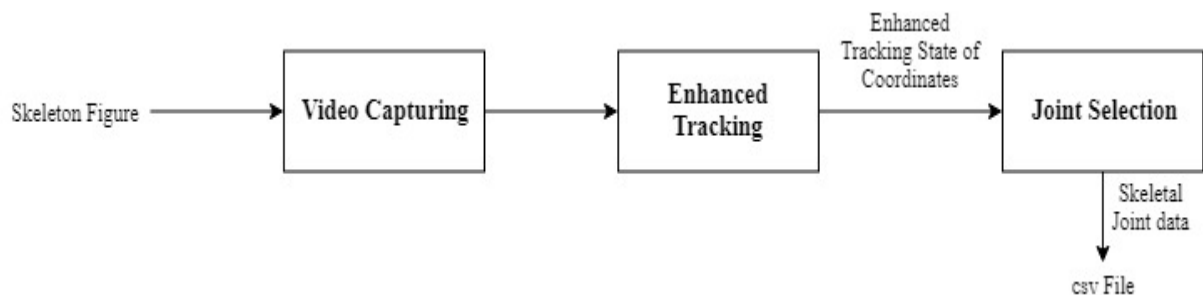 Skeleton Figure
Video Capturing
Enhanced
Tracking
Enhanced
Tracking State of
Coordinates
Joint Selection
Skeletal
Joint data
csv File